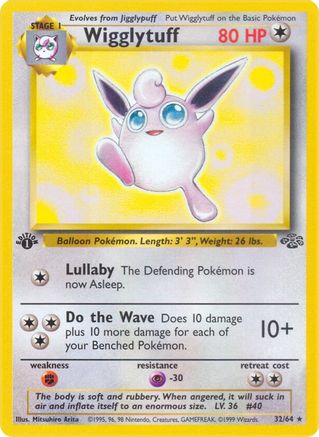 Evolves from Jigglypuff Put Wigglytuff on the Basic Pokémon
STAGE 1
Wigglytuff 80 HP
EDITION
1
Balloon Pokémon. Length: 3' 3", Weight: 26 lbs.
Lullaby The Defending Pokémon is
now Asleep.
Do the Wave Does 10 damage
plus 10 more damage for each of
your Benched Pokémon.
10+
weakness resistance retreat cost
-30
The body is soft and rubbery. When angered, it will suck in
air and inflate itself to an enormous size. LV. 36 #40
Illus. Mitsuhiro Arita ©1995, 96, 98 Nintendo, Creatures, GAMEFREAK. ©1999 Wizards. 32/64 ★